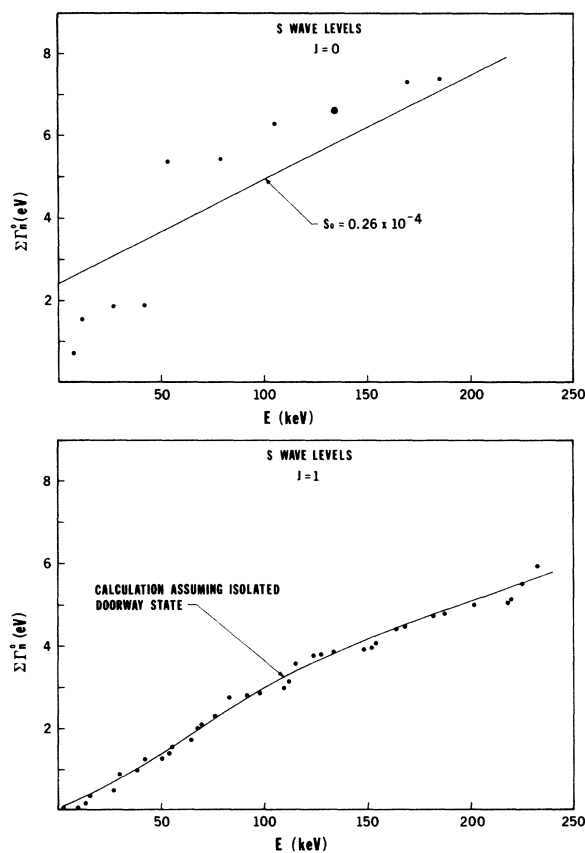 S WAVE LEVELS
J=0
8
6
4
2
ΣΓ°n(eV)
S₀ = 0.26 x 10⁻⁴
50
100
150
200
250
E (keV)
S WAVE LEVELS
J=1
8
6
4
2
ΣΓ°n(eV)
CALCULATION ASSUMING ISOLATED
DOORWAY STATE
50
100
150
200
250
E (keV)